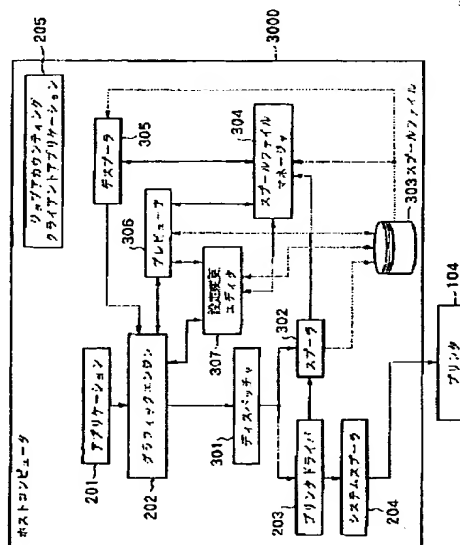 ホストコンピュータ
ジョブアカウンティング
クライアントアプリケーション
205
3000
201
アプリケーション
305
デスプーラ
306
プレビューア
304
スプールファイル
マネージャ
グラフィックエンジン
202
設定変更
エディタ
307
301
ディスパッチャ
302
スプーラ
303 スプールファイル
203
プリンタドライバ
システムスプーラ
204
104
プリンタ